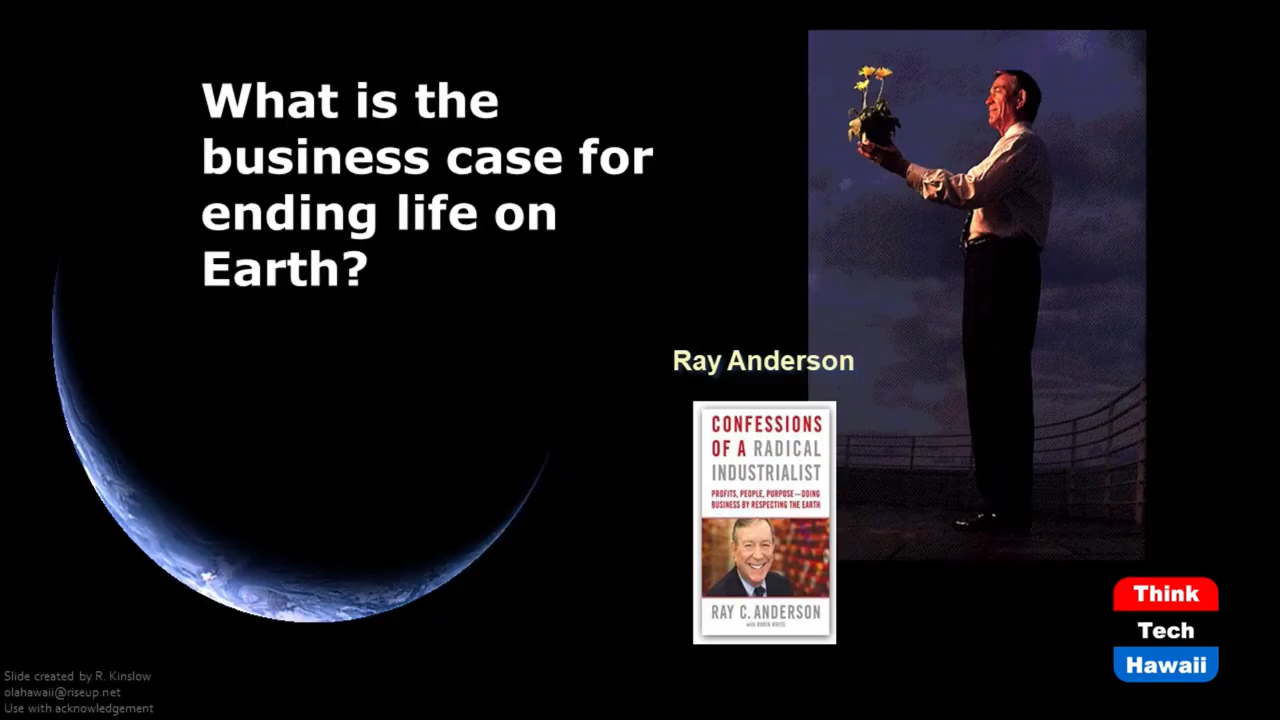 What is the
business case for
ending life on
Earth?
Ray Anderson
CONFESSIONS
OF A RADICAL
INDUSTRIALIST
PROFITS, PEOPLE, PURPOSE—DOING
BUSINESS BY RESPECTING THE EARTH
RAY C. ANDERSON
Think
Tech
Hawaii
Slide created by R. Kinslow
olahawaii@riseup.net
Use with acknowledgement